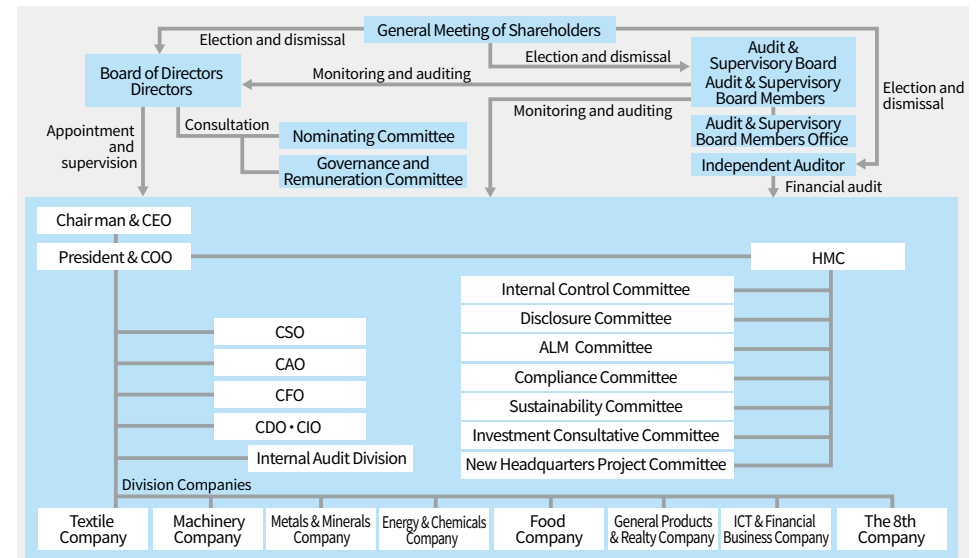 General Meeting of Shareholders
Election and dismissal
Board of Directors
Directors
Monitoring and auditing
Election and dismissal
Audit &
Supervisory Board
Audit & Supervisory
Board Members
Election and
dismissal
Monitoring and auditing
Appointment
and
supervision
Consultation
Nominating Committee
Governance and
Remuneration Committee
Audit & Supervisory
Board Members Office
Independent Auditor
Financial audit
Chairman & CEO
President & COO
HMC
Internal Control Committee
Disclosure Committee
ALM Committee
Compliance Committee
Sustainability Committee
Investment Consultative Committee
New Headquarters Project Committee
CSO
CAO
CFO
CDO・CIO
Internal Audit Division
Division Companies
Textile
Company
Machinery
Company
Metals & Minerals
Company
Energy & Chemicals
Company
Food
Company
General Products
& Realty Company
ICT & Financial
Business Company
The 8th
Company